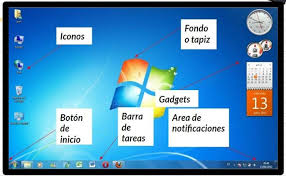 Iconos
Fondo
o tapiz
Gadgets
Botón
de
inicio
Barra
de
tareas
Area de
notificaciones
13